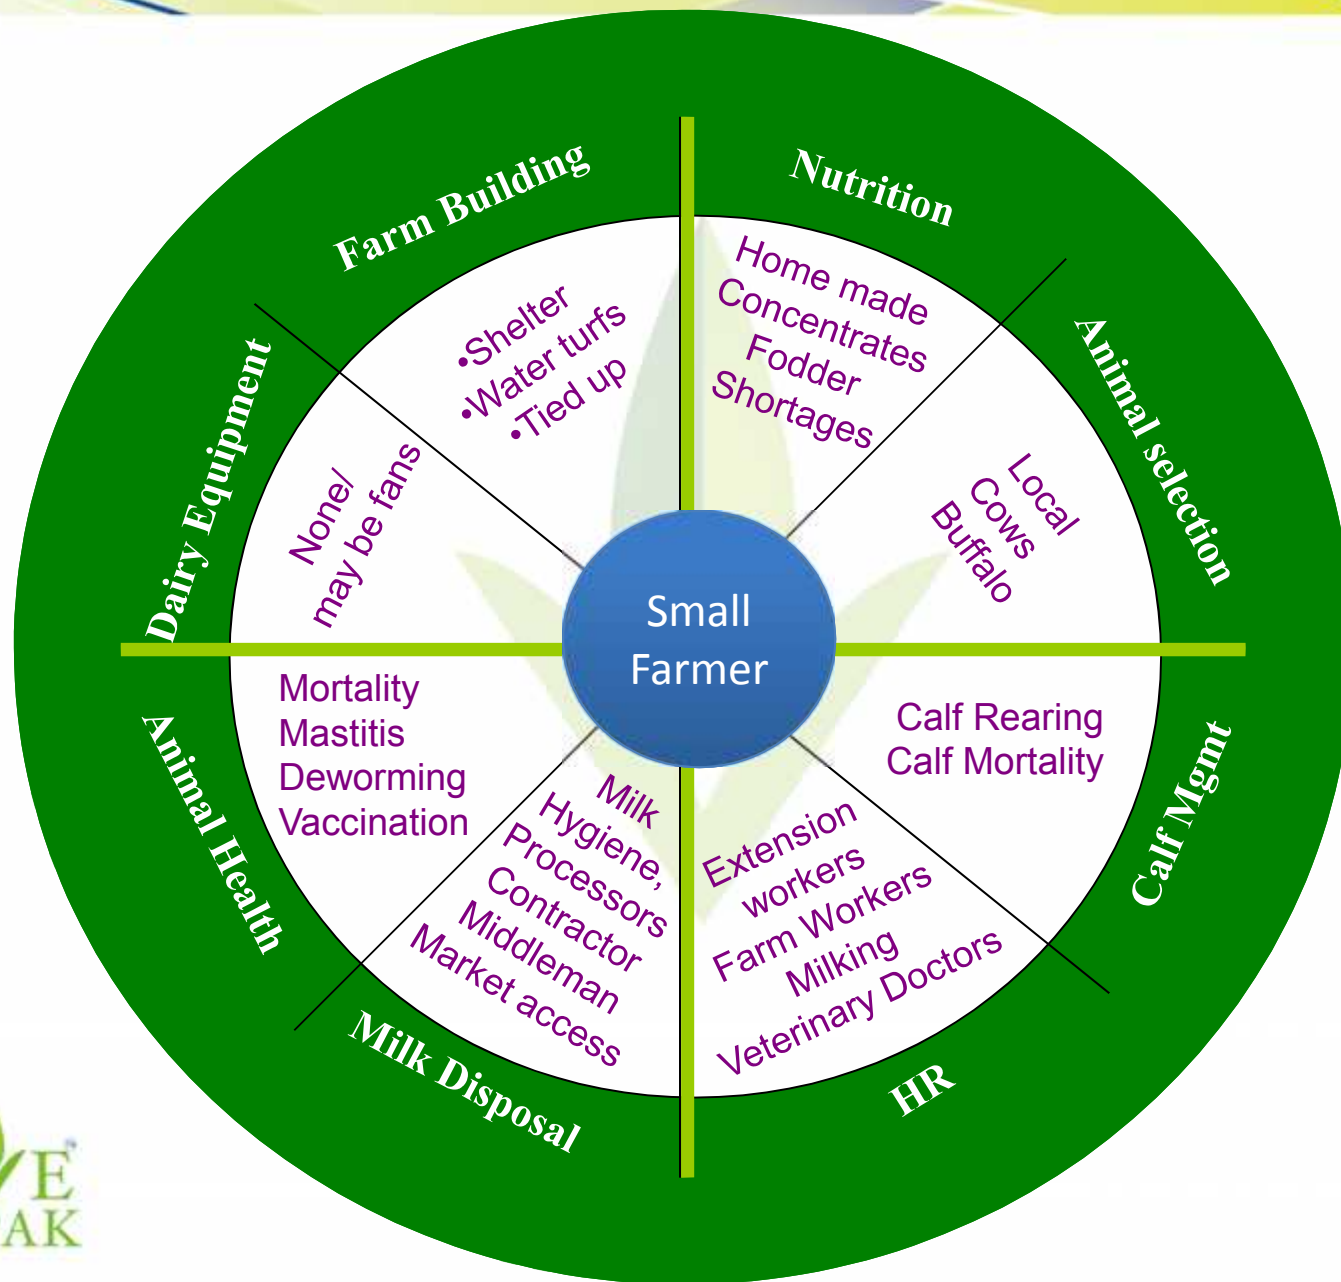 Farm Building
•Shelter
•Water turfs
•Tied up
Nutrition
Home made
Concentrates
Fodder
Shortages
Animal selection
Local
Cows
Buffalo
Calf Mgmt
Calf Rearing
Calf Mortality
HR
Extension
workers
Farm Workers
Milking
Veterinary Doctors
Milk Disposal
Milk
Hygiene,
Processors
Contractor
Middleman
Market access
Animal Health
Mortality
Mastitis
Deworming
Vaccination
Dairy Equipment
None/
may be fans
Small
Farmer